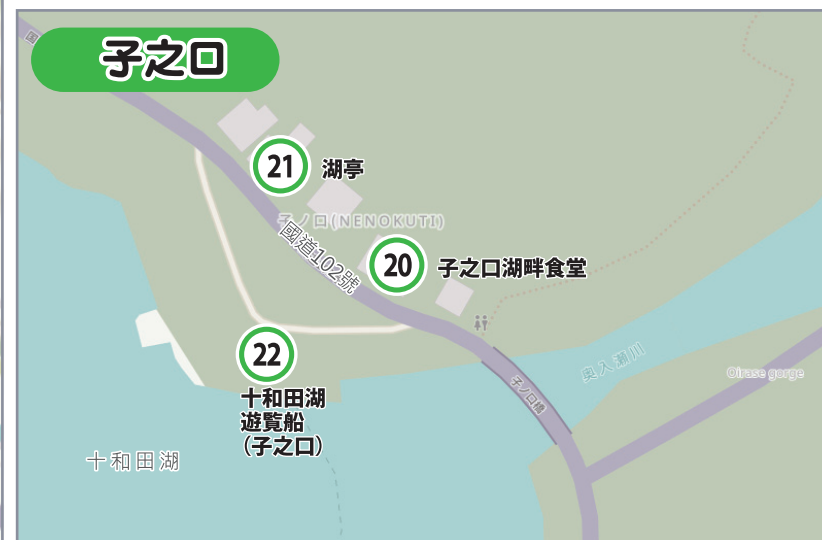 国
子之口
21
湖亭
子ノ口(NENOKUTI)
國道102號
20
子之口湖畔食堂
22
十和田湖
遊覧船
（子之口）
子ノ口橋
奥入瀬川
Oirase gorge
十和田湖